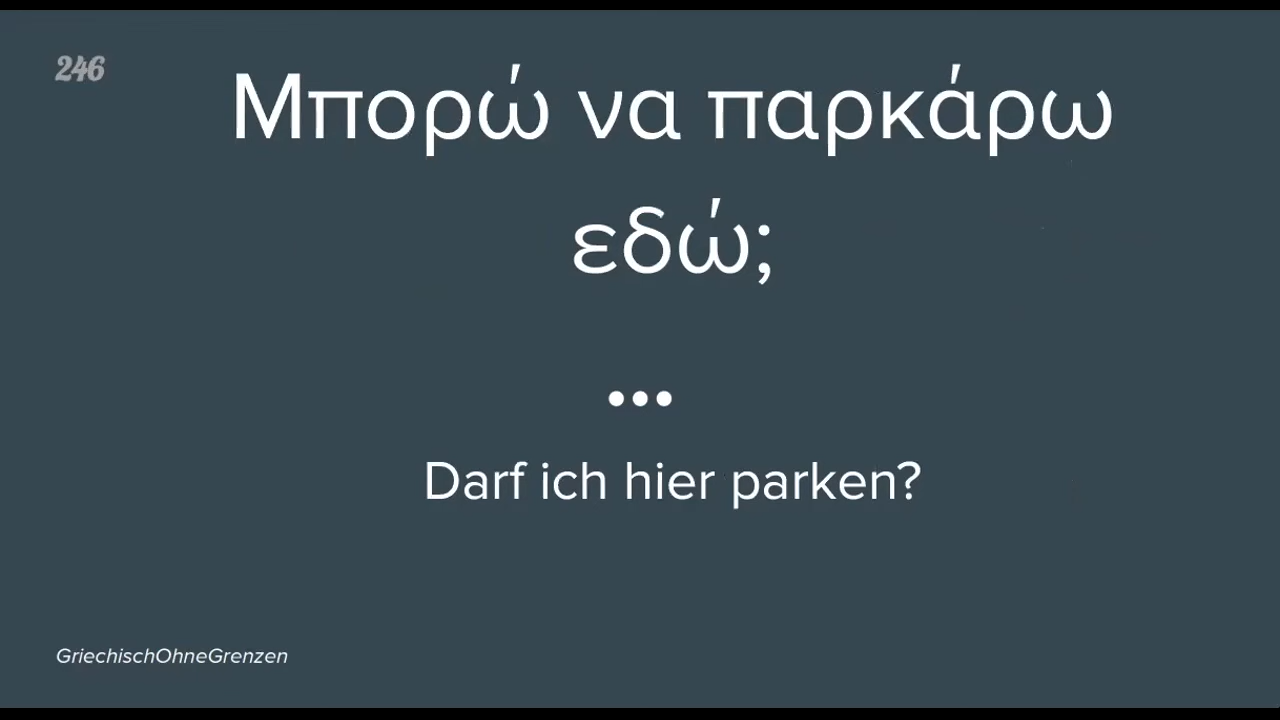 246
Μπορώ να παρκάρω
εδώ;
...
Darf ich hier parken?
GriechischOhneGrenzen